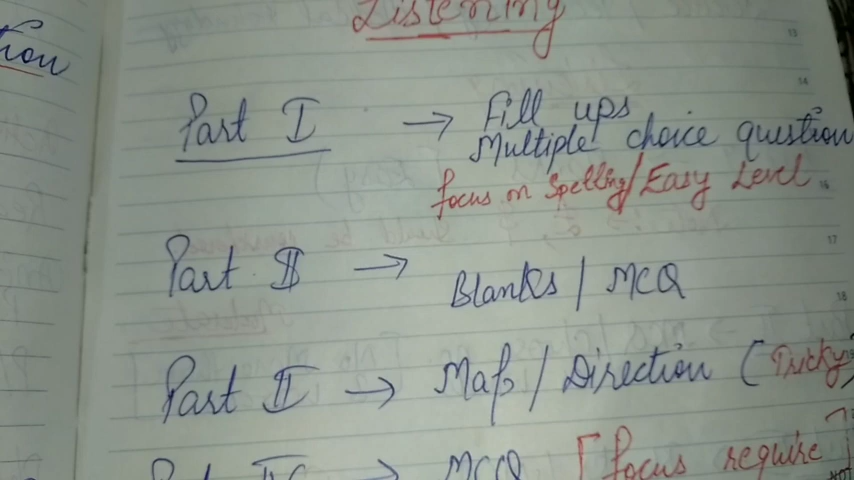 Listening
Part I → Fill ups
Multiple choice question
focus on Spelling/Easy Level
Part II → Blanks / MCQ
Part II → Map / Direction (Tricky)
→ MCQ [focus require